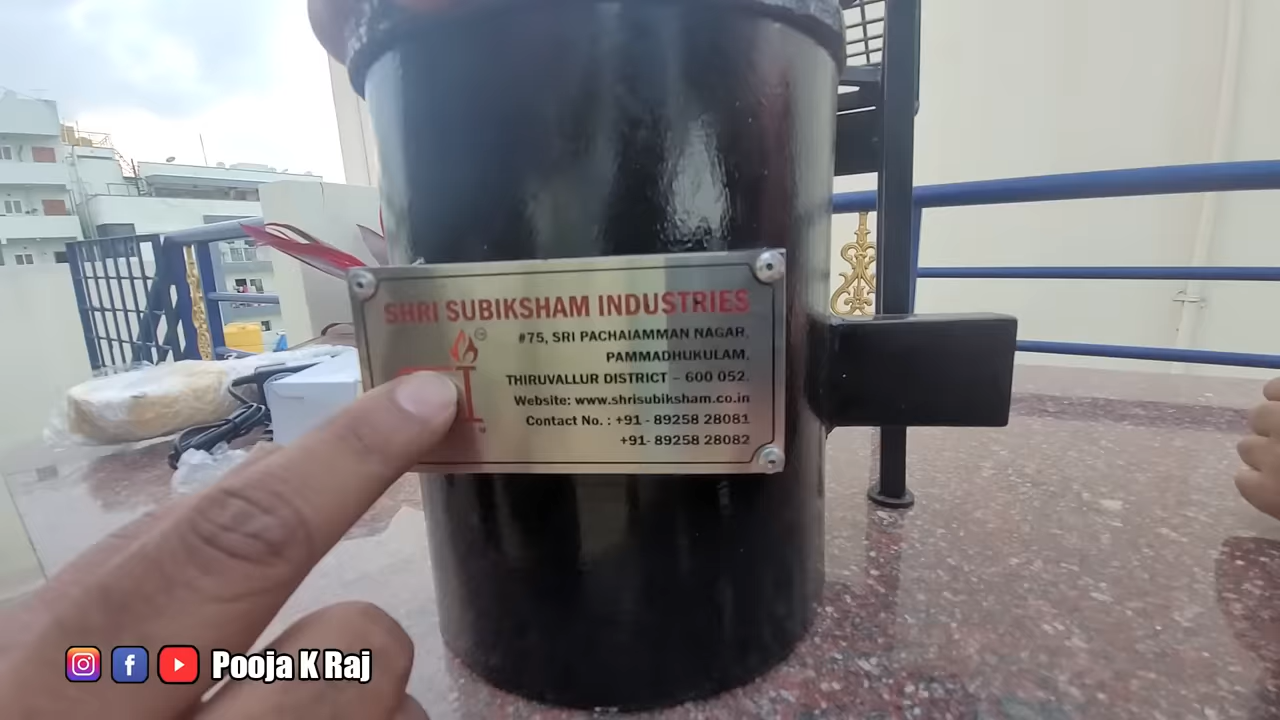 SHRI SUBIKSHAM INDUSTRIES
#75, SRI PACHAIAMMAN NAGAR,
PAMMADHUKULAM,
THIRUVALLUR DISTRICT – 600 052.
Website: www.shrisubiksham.co.in
Contact No. : +91 - 89258 28081
+91- 89258 28082
Pooja K Raj